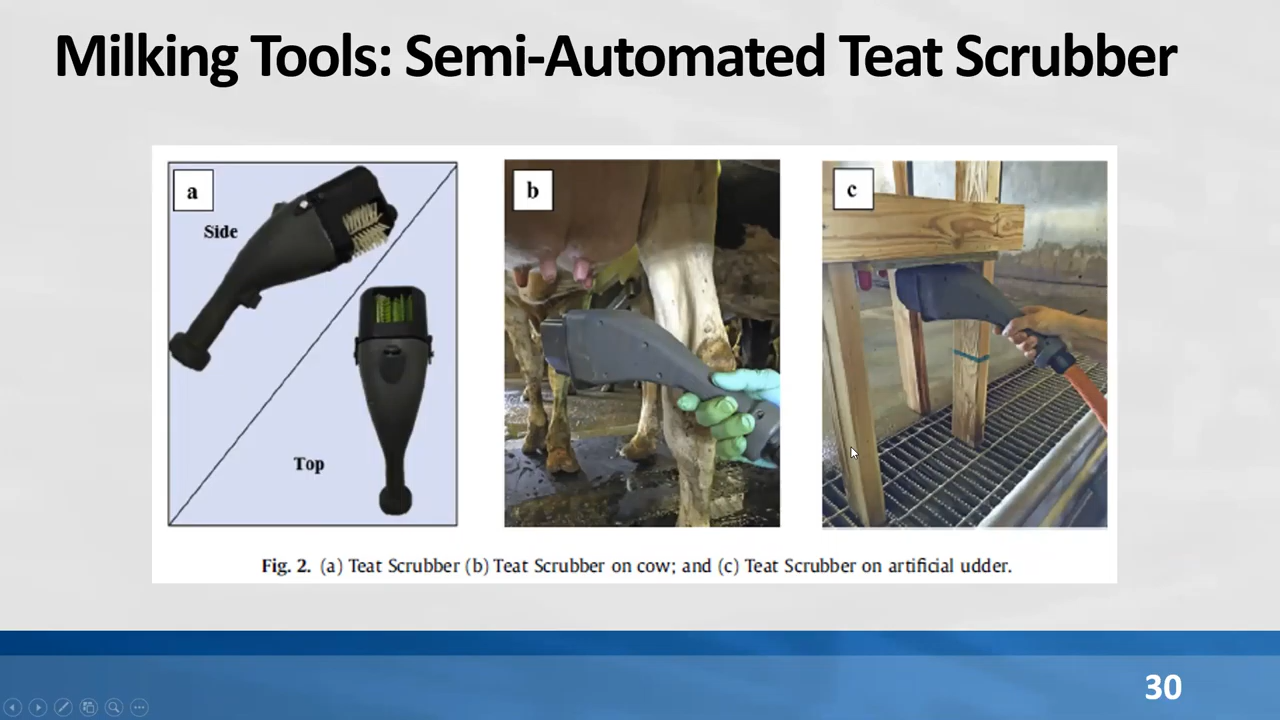 Milking Tools: Semi-Automated Teat Scrubber
a
Side
Top
b
c
Fig. 2. (a) Teat Scrubber (b) Teat Scrubber on cow; and (c) Teat Scrubber on artificial udder.
30